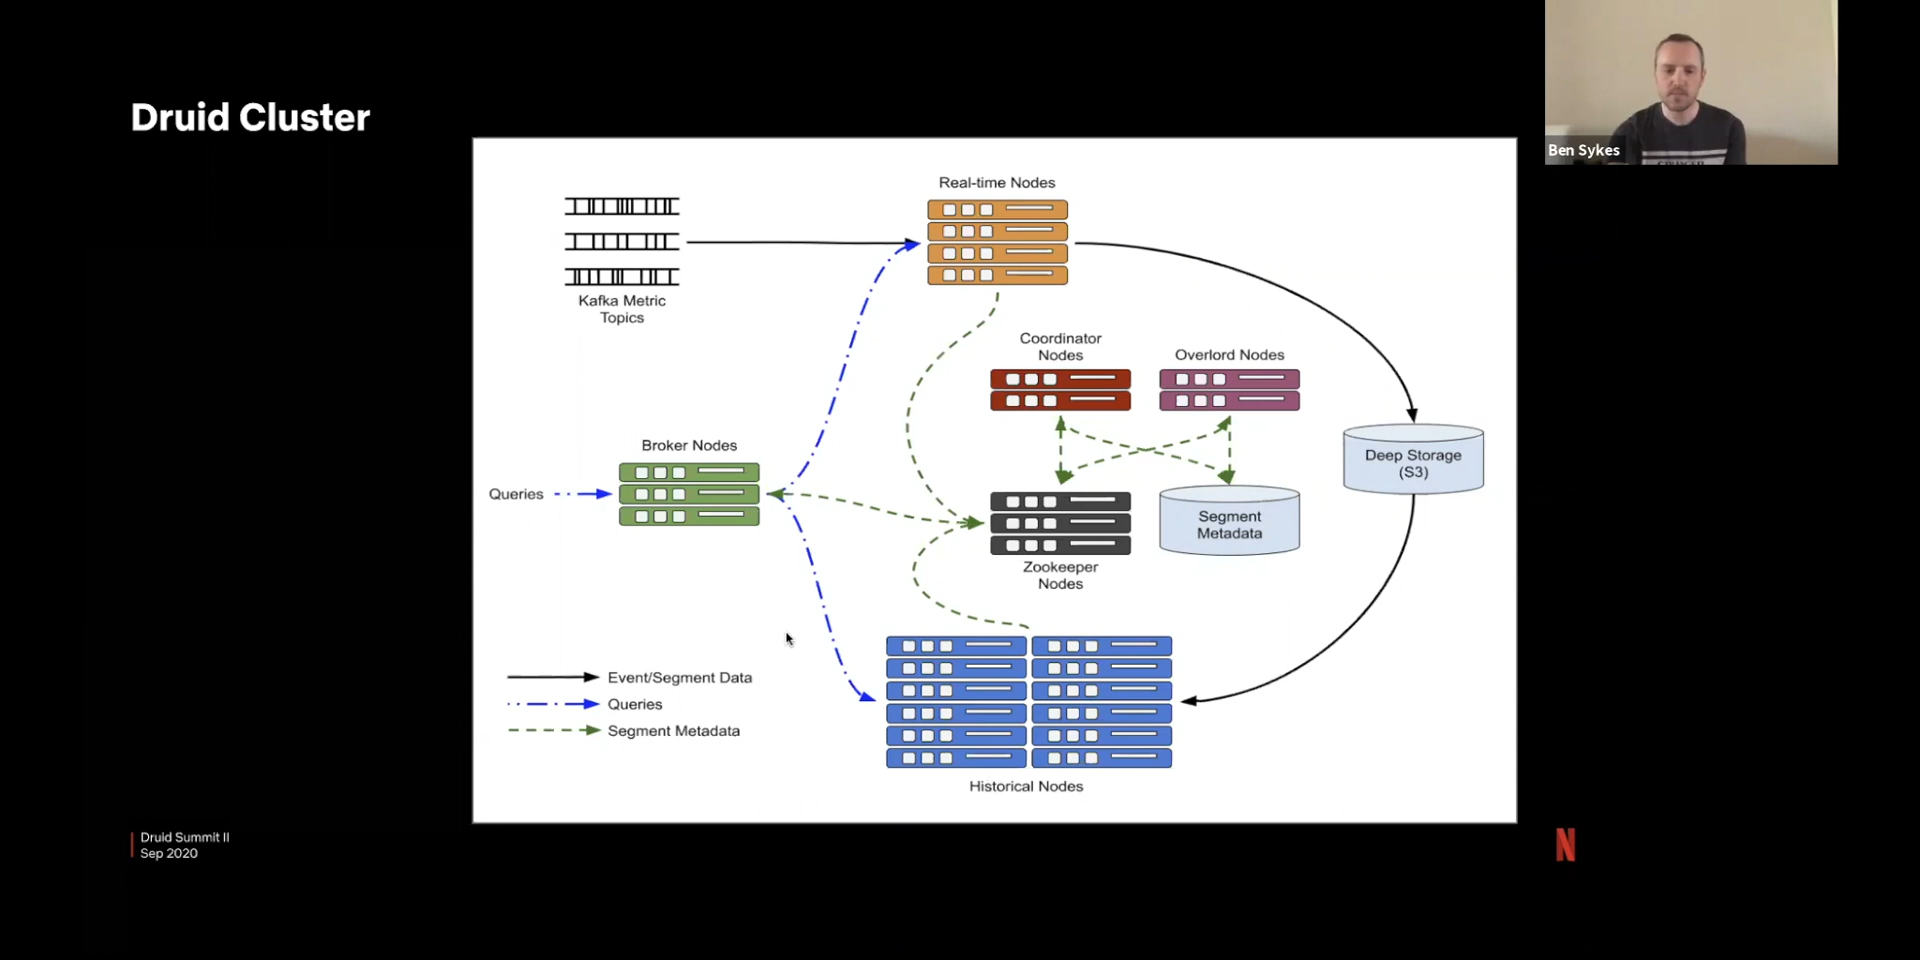 Druid Cluster
Ben Sykes
Real-time Nodes
Kafka Metric
Topics
Coordinator
Nodes
Overlord Nodes
Broker Nodes
Queries
Deep Storage
(S3)
Segment
Metadata
Zookeeper
Nodes
Event/Segment Data
Queries
Segment Metadata
Historical Nodes
Druid Summit II
Sep 2020
N